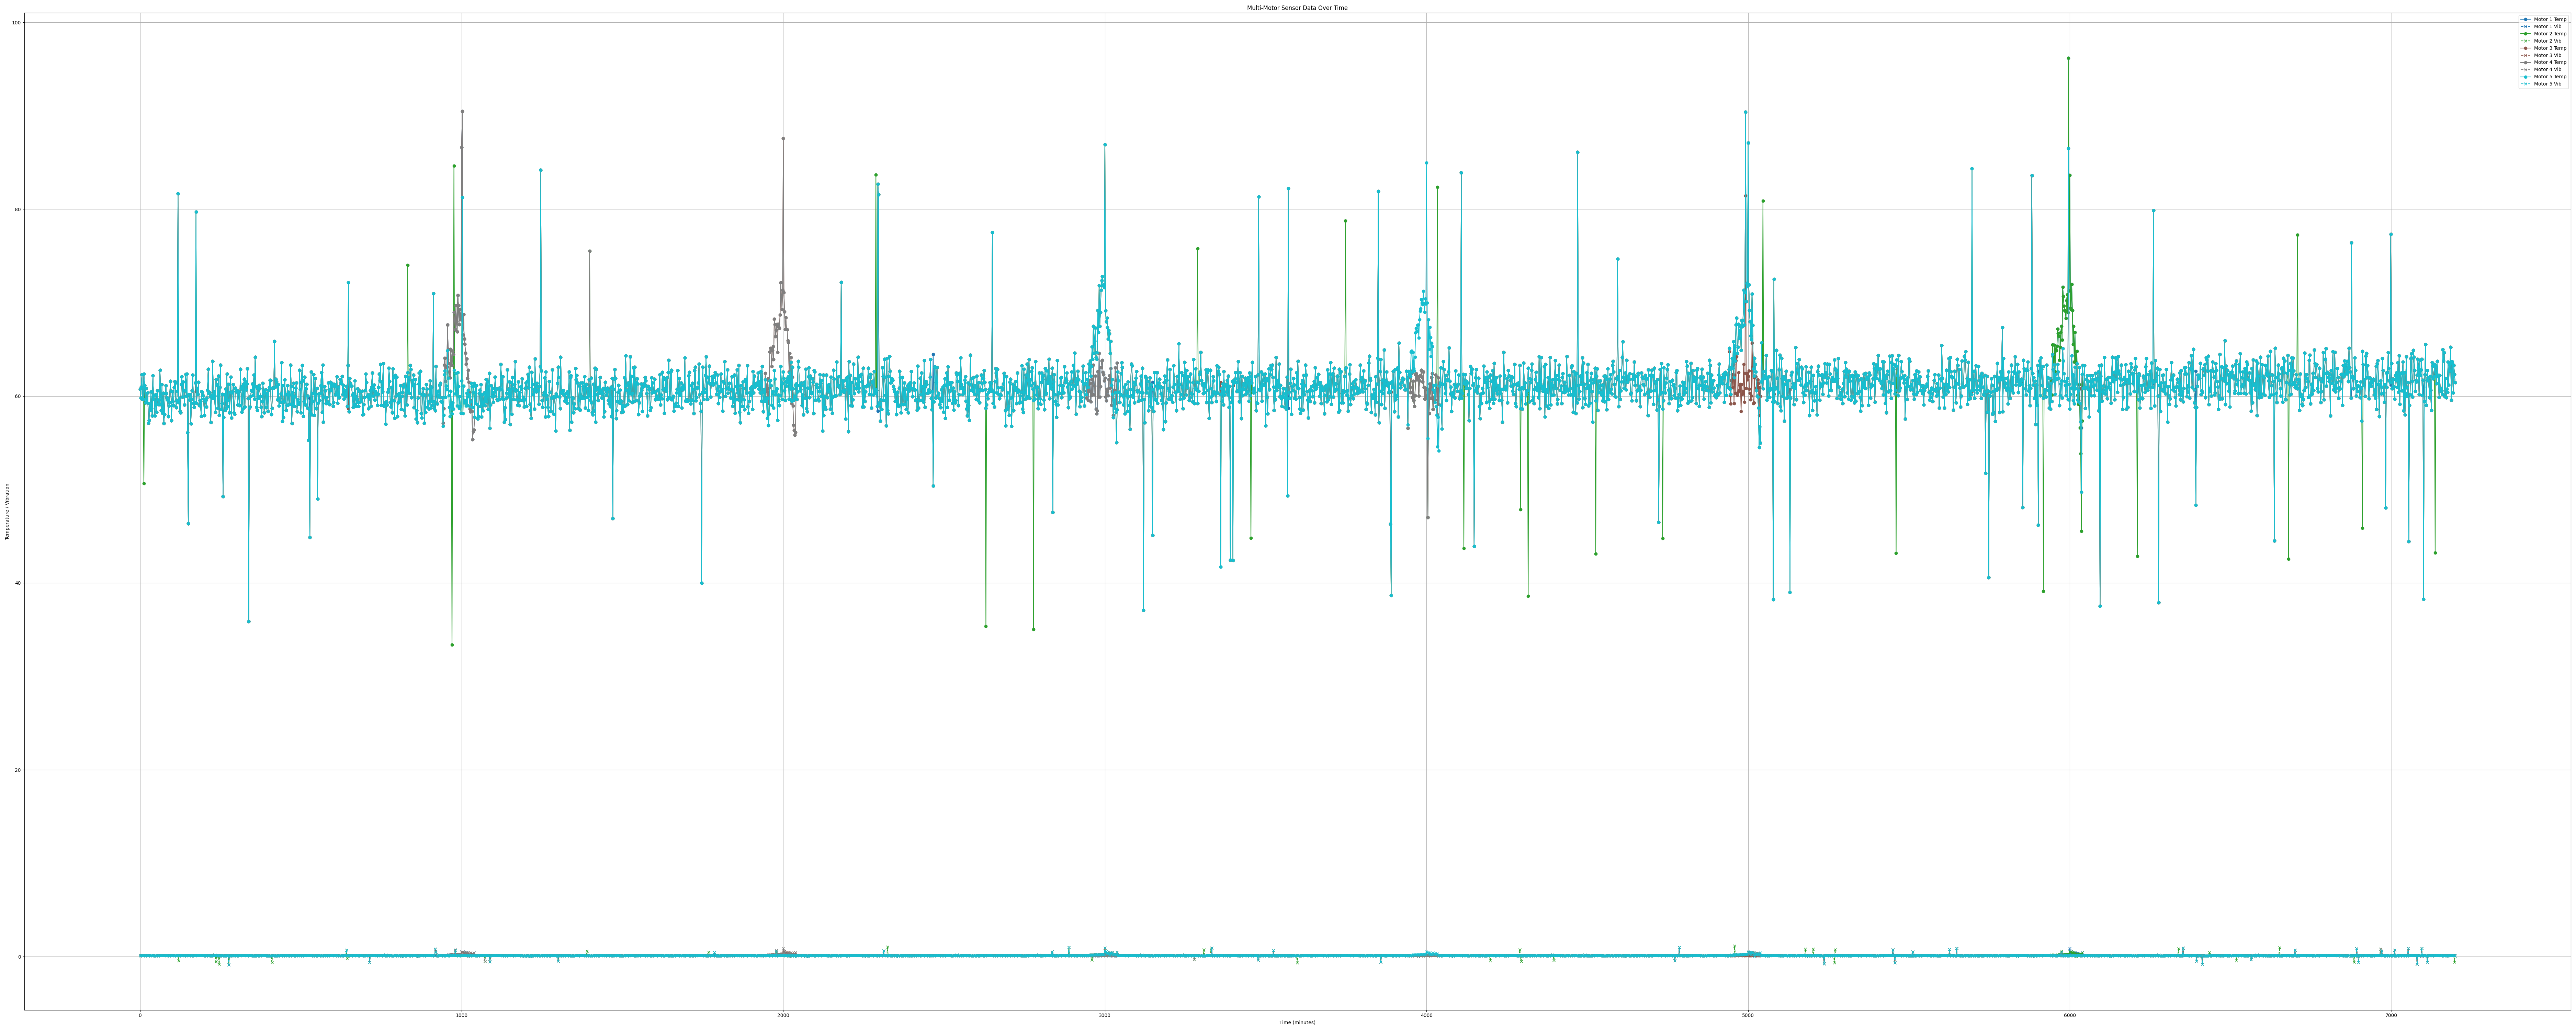 Multi-Motor Sensor Data Over Time
Motor 1 Temp
Motor 1 Vib
Motor 2 Temp
Motor 2 Vib
Motor 3 Temp
Motor 3 Vib
Motor 4 Temp
Motor 4 Vib
Motor 5 Temp
Motor 5 Vib
100
80
60
40
20
0
Temperature / Vibration
0 1000 2000 3000 4000 5000 6000 7000
Time (minutes)